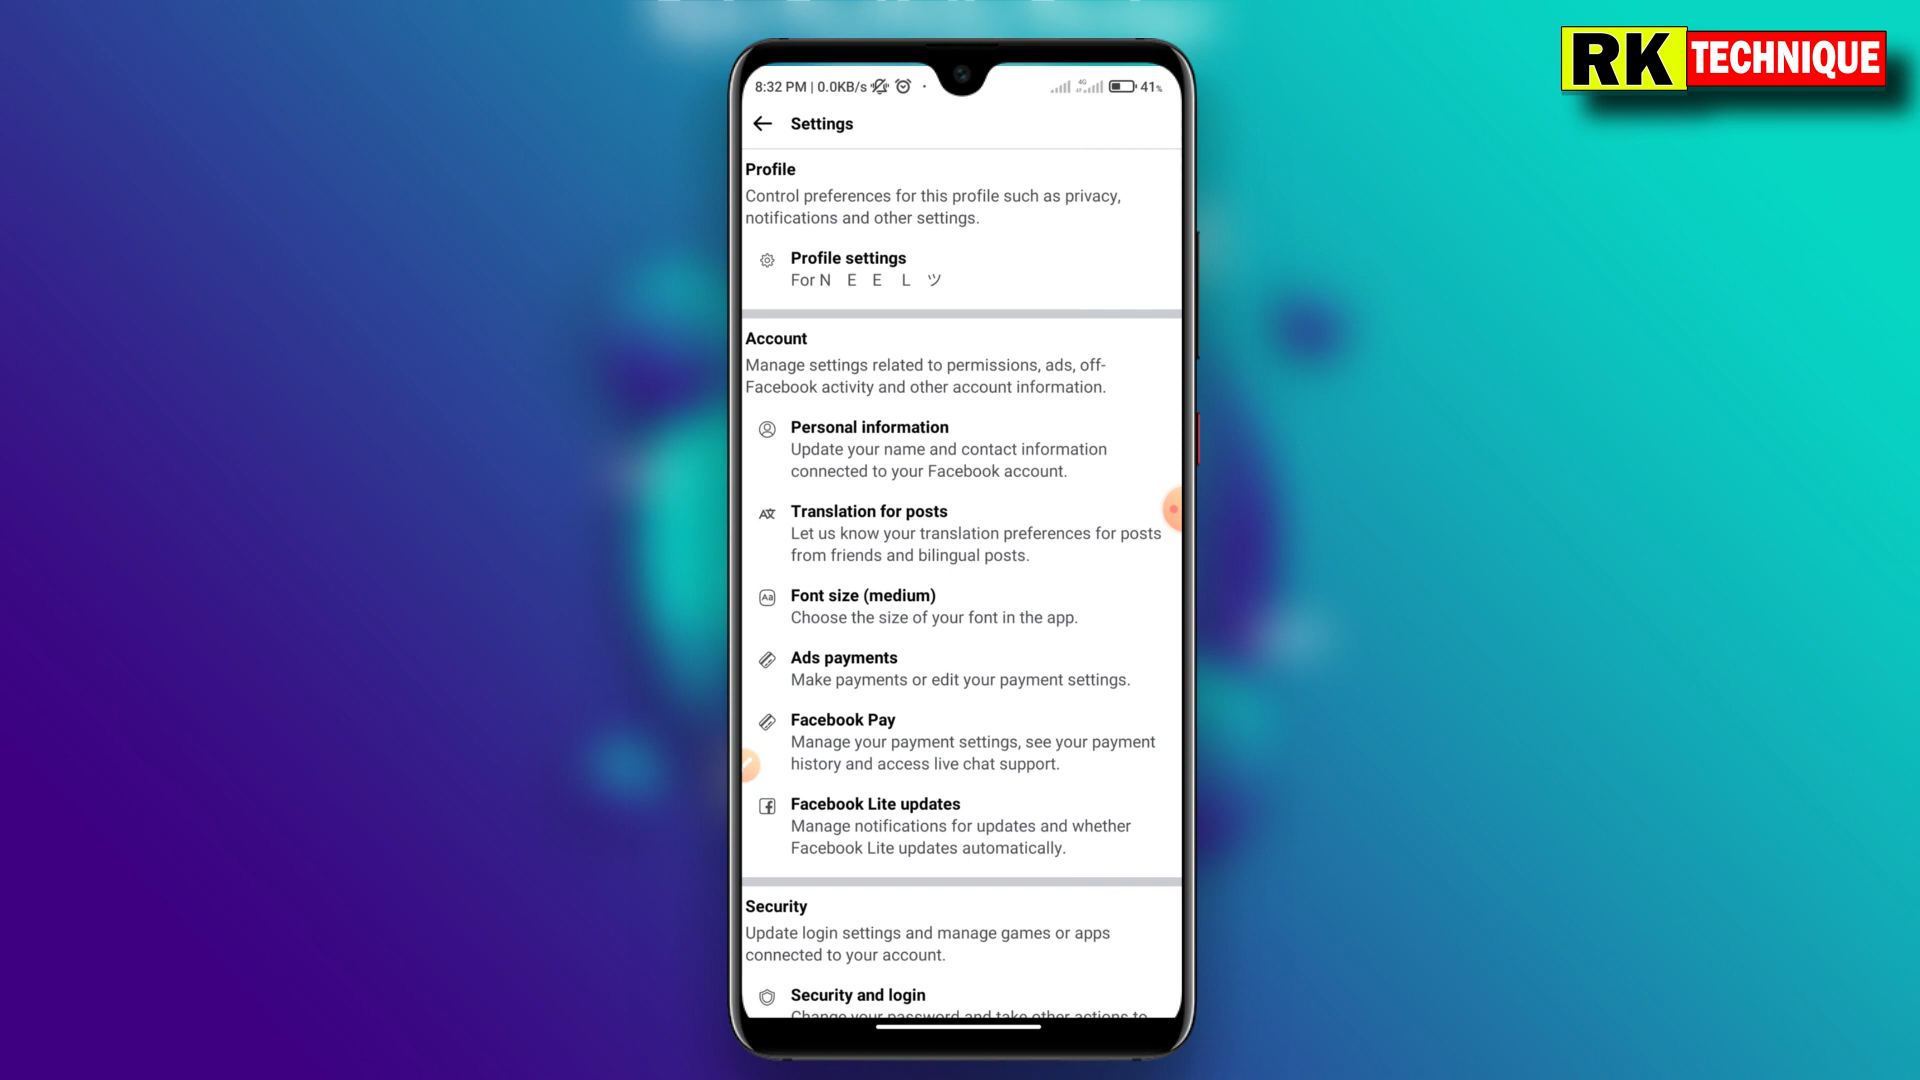 RK TECHNIQUE
8:32 PM | 0.0KB/s
4G
41%
Settings
Profile
Control preferences for this profile such as privacy,
notifications and other settings.
Profile settings
For N E E L ツ
Account
Manage settings related to permissions, ads, off-
Facebook activity and other account information.
Personal information
Update your name and contact information
connected to your Facebook account.
Translation for posts
Let us know your translation preferences for posts
from friends and bilingual posts.
Aa
Font size (medium)
Choose the size of your font in the app.
Ads payments
Make payments or edit your payment settings.
Facebook Pay
Manage your payment settings, see your payment
history and access live chat support.
Facebook Lite updates
Manage notifications for updates and whether
Facebook Lite updates automatically.
Security
Update login settings and manage games or apps
connected to your account.
Security and login
Change your password and take other actions to